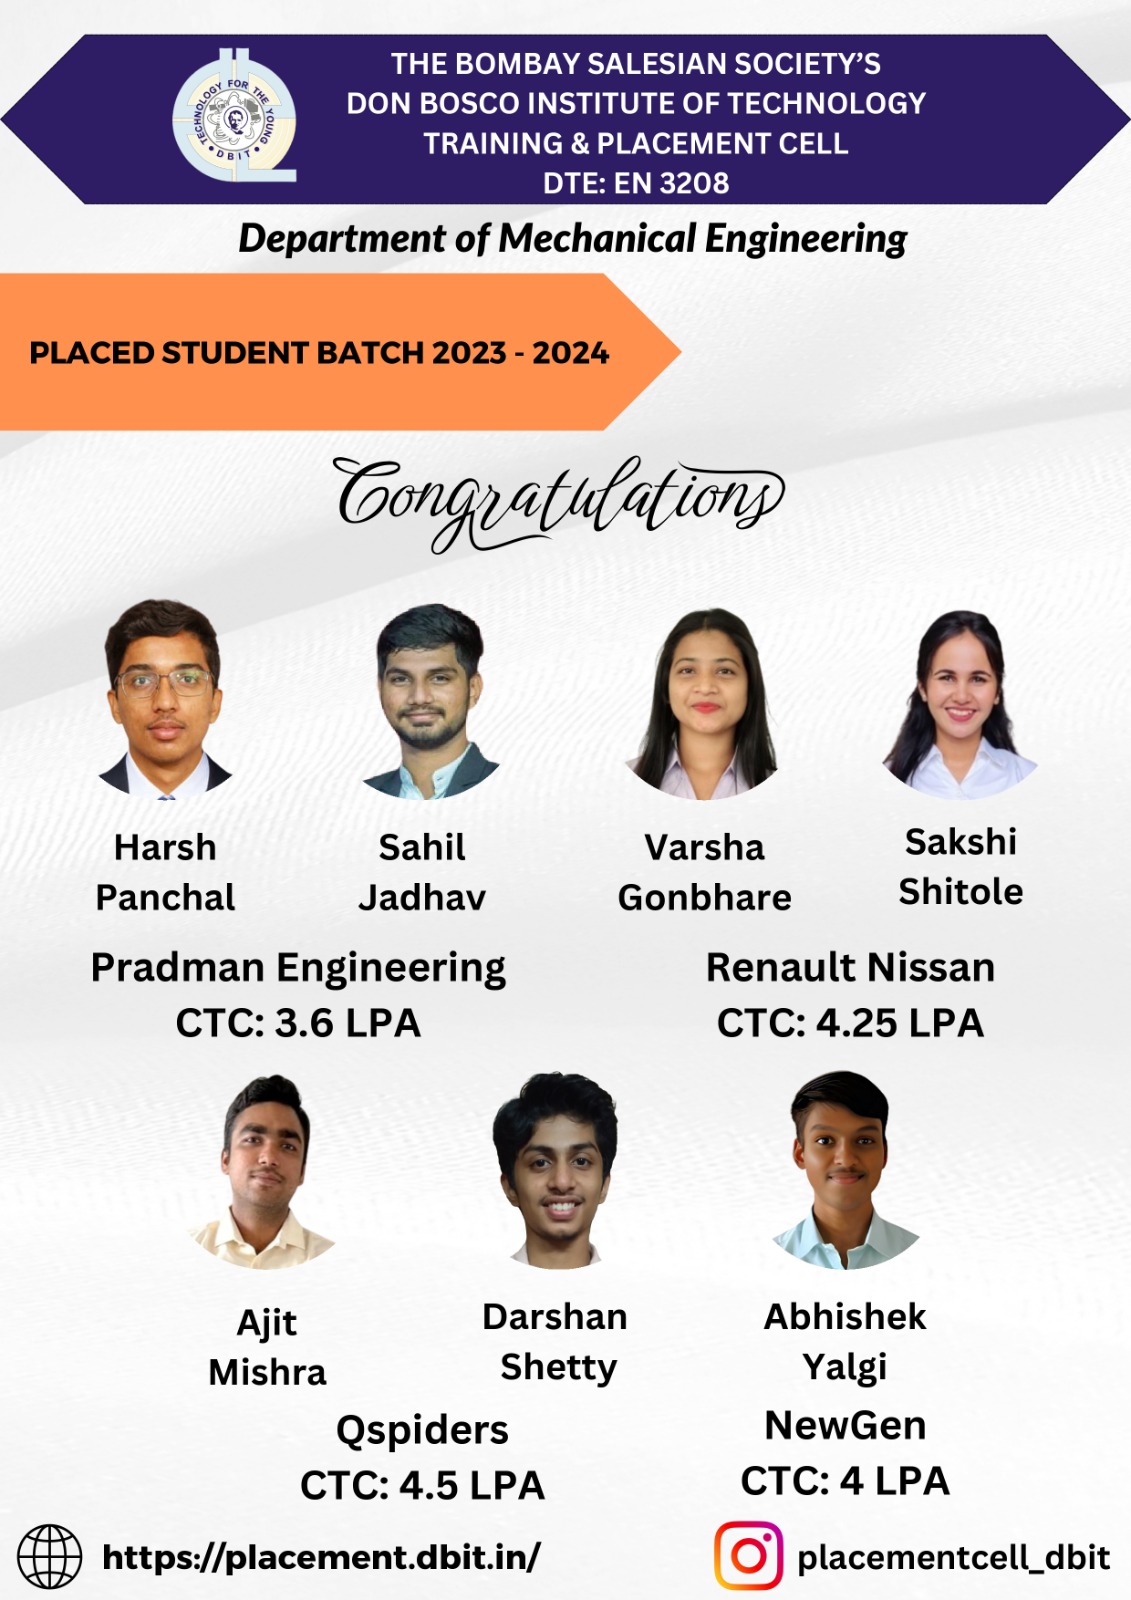 THE BOMBAY SALESIAN SOCIETY'S
DON BOSCO INSTITUTE OF TECHNOLOGY
TRAINING & PLACEMENT CELL
DTE: EN 3208
TECHNOLOGY FOR THE YOUNG
• DBIT •
Department of Mechanical Engineering
PLACED STUDENT BATCH 2023 - 2024
Congratulations
Harsh
Panchal
Sahil
Jadhav
Varsha
Gonbhare
Sakshi
Shitole
Pradman Engineering
CTC: 3.6 LPA
Renault Nissan
CTC: 4.25 LPA
Ajit
Mishra
Darshan
Shetty
Abhishek
Yalgi
Qspiders
CTC: 4.5 LPA
NewGen
CTC: 4 LPA
https://placement.dbit.in/
placementcell_dbit